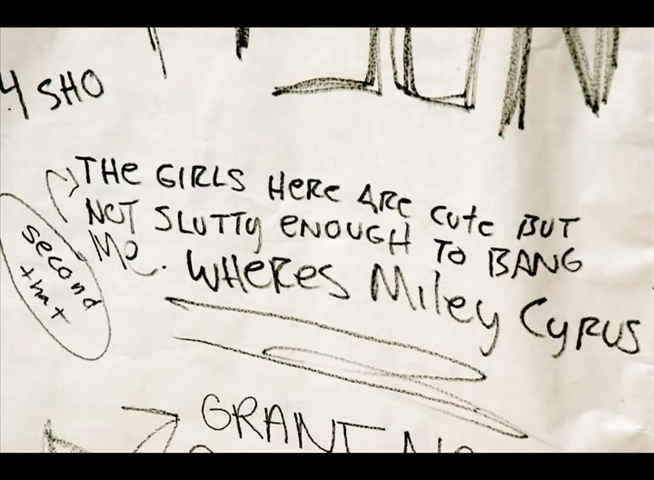 4 SHO
THE GIRLS HERE ARE CUTE BUT
NOT SLUTTY ENOUGH TO BANG
Me. WHERES MILEY CYRUS
second
that
GRANT